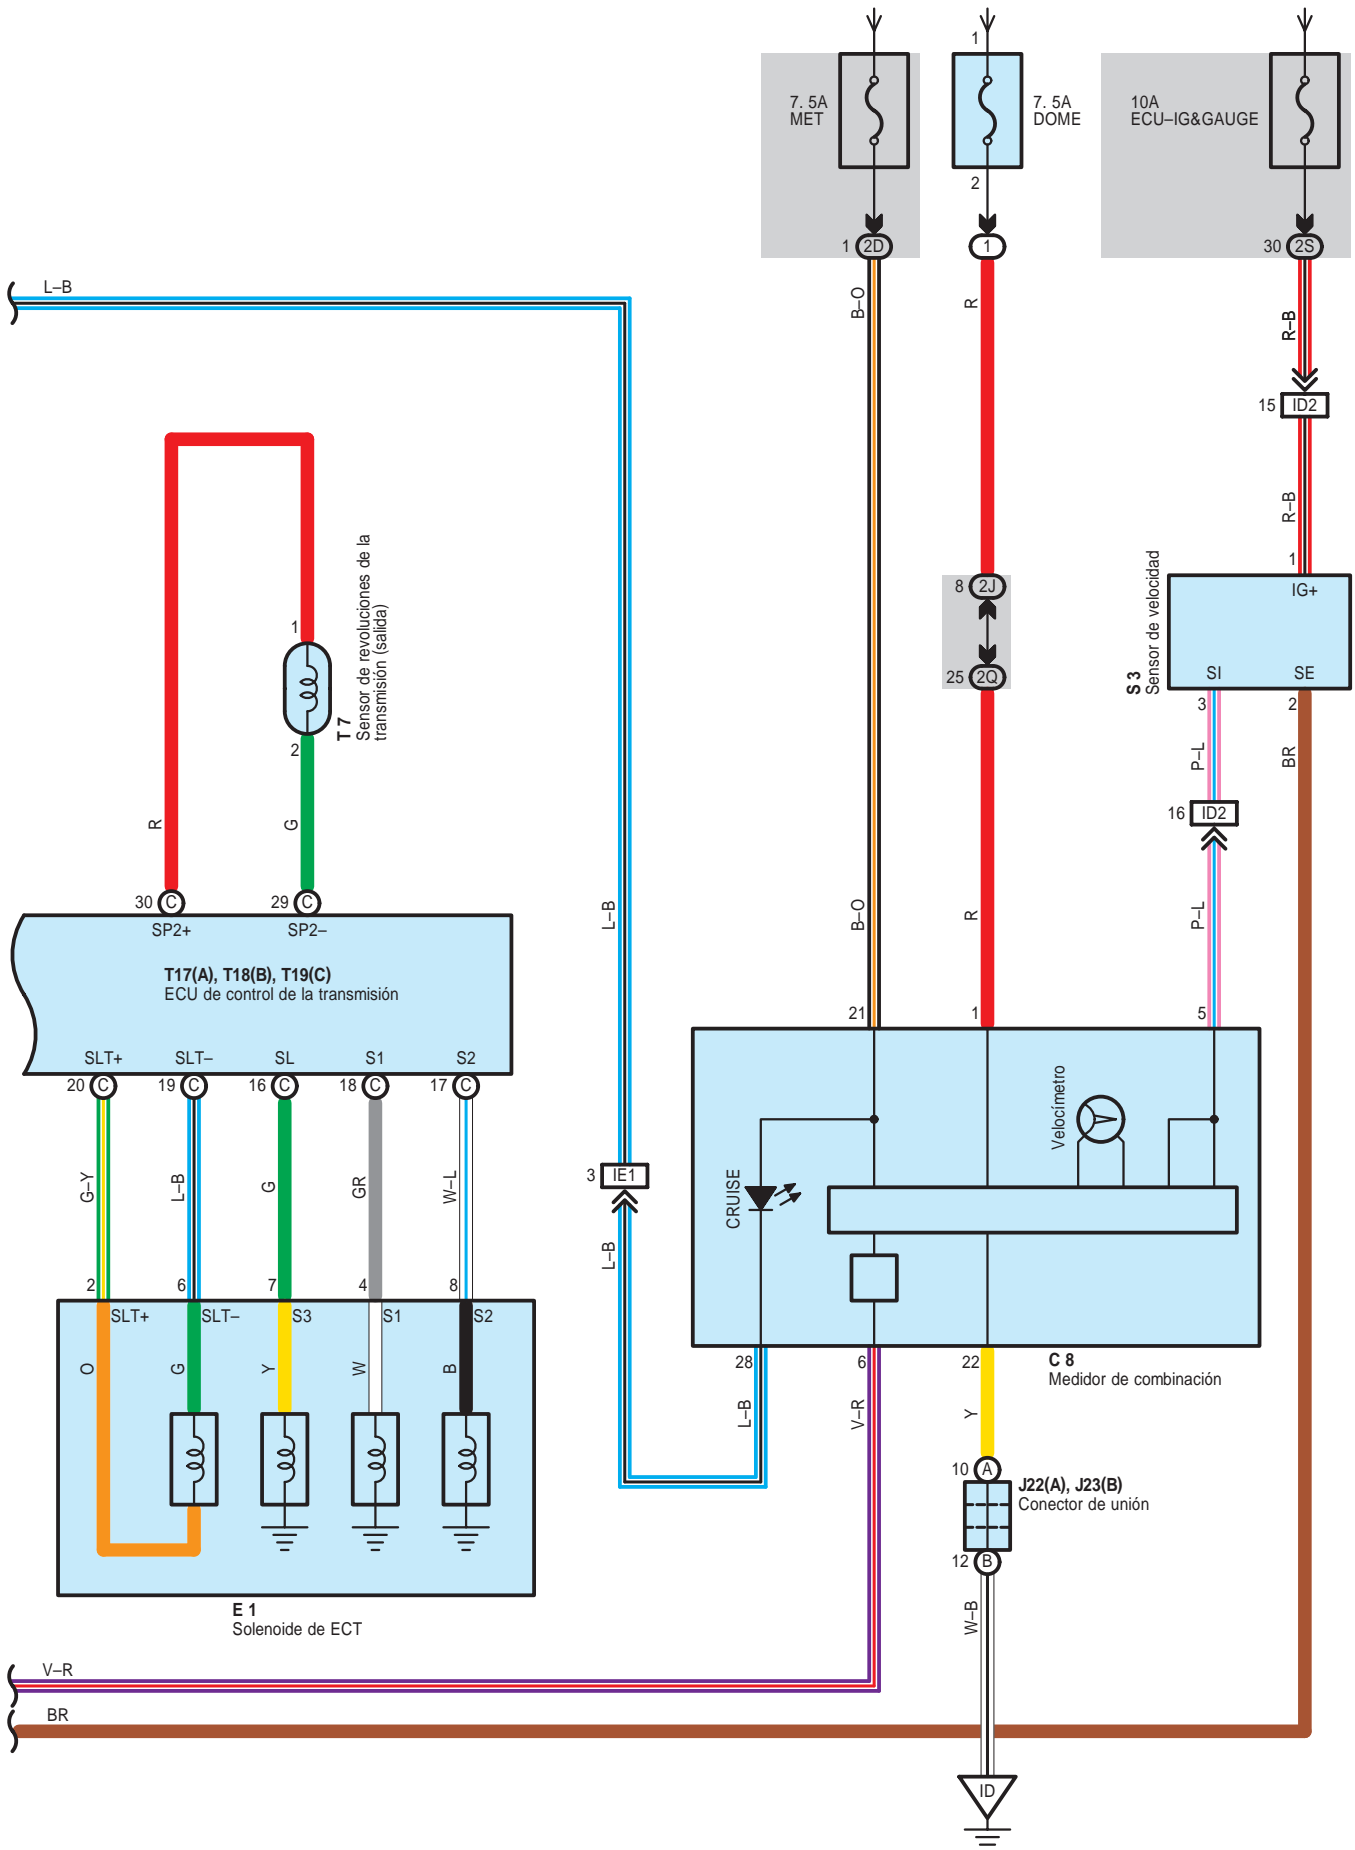 1
7. 5A
MET
7. 5A
DOME
10A
ECU–IG&GAUGE
2
1 2D
1
30 2S
L–B
B–O
R
R–B
15 ID2
R–B
1
IG+
S 3
Sensor de velocidad
SI
SE
3
2
P–L
BR
16 ID2
8 2J
25 2Q
1
T 7
Sensor de revoluciones de la
transmisión (salida)
2
R
G
30 C
29 C
SP2+
SP2–
T17(A), T18(B), T19(C)
ECU de control de la transmisión
L–B
B–O
R
P–L
21
1
5
SLT+
SLT–
SL
S1
S2
20 C
19 C
16 C
18 C
17 C
G–Y
L–B
G
GR
W–L
3 IE1
L–B
CRUISE
Velocímetro
2
6
7
4
8
SLT+
SLT–
S3
S1
S2
O
G
Y
W
B
28
6
22
C 8
Medidor de combinación
L–B
V–R
Y
10 A
J22(A), J23(B)
Conector de unión
12 B
W–B
E 1
Solenoide de ECT
V–R
BR
ID